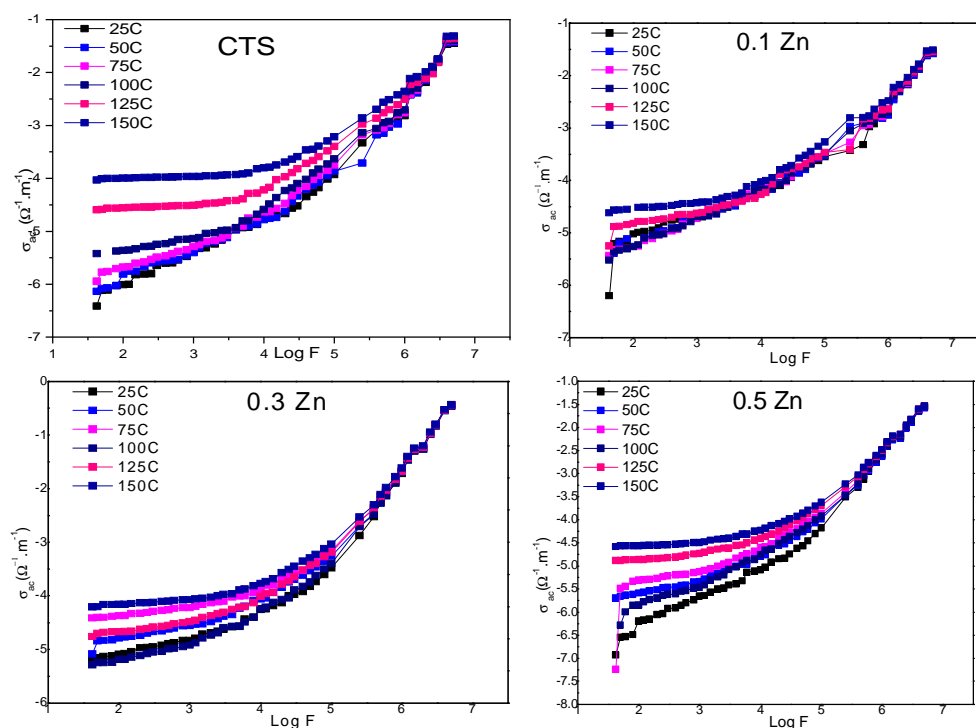 CTS
25C
50C
75C
100C
125C
150C
σac(Ω-1.m-1)
-1
-2
-3
-4
-5
-6
-7
1 2 3 4 5 6 7
Log F
0.1 Zn
25C
50C
75C
100C
125C
150C
σac(Ω-1.m-1)
-1
-2
-3
-4
-5
-6
-7
2 3 4 5 6 7
Log F
0.3 Zn
25C
50C
75C
100C
125C
150C
σac(Ω-1.m-1)
0
-1
-2
-3
-4
-5
-6
2 3 4 5 6 7
Log F
0.5 Zn
25C
50C
75C
100C
125C
150C
σac(Ω-1.m-1)
-1.0
-1.5
-2.0
-2.5
-3.0
-3.5
-4.0
-4.5
-5.0
-5.5
-6.0
-6.5
-7.0
-7.5
-8.0
2 3 4 5 6 7
Log F